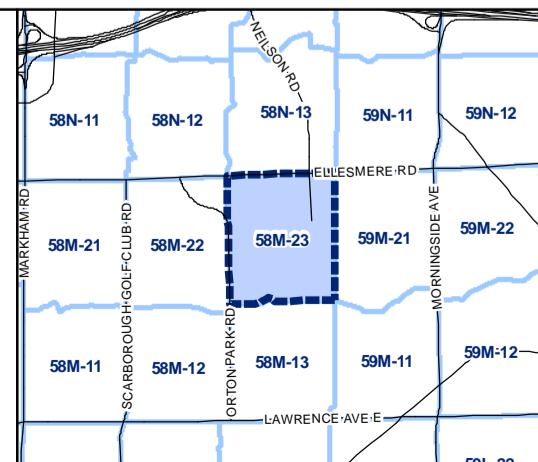 NEILSON RD
58N-11
58N-12
58N-13
59N-11
59N-12
ELLESMERE RD
MARKHAM RD
SCARBOROUGH GOLF CLUB RD
MORNINGSIDE AVE
58M-21
58M-22
58M-23
59M-21
59M-22
ORTON PARK RD
58M-11
58M-12
58M-13
59M-11
59M-12
LAWRENCE AVE E